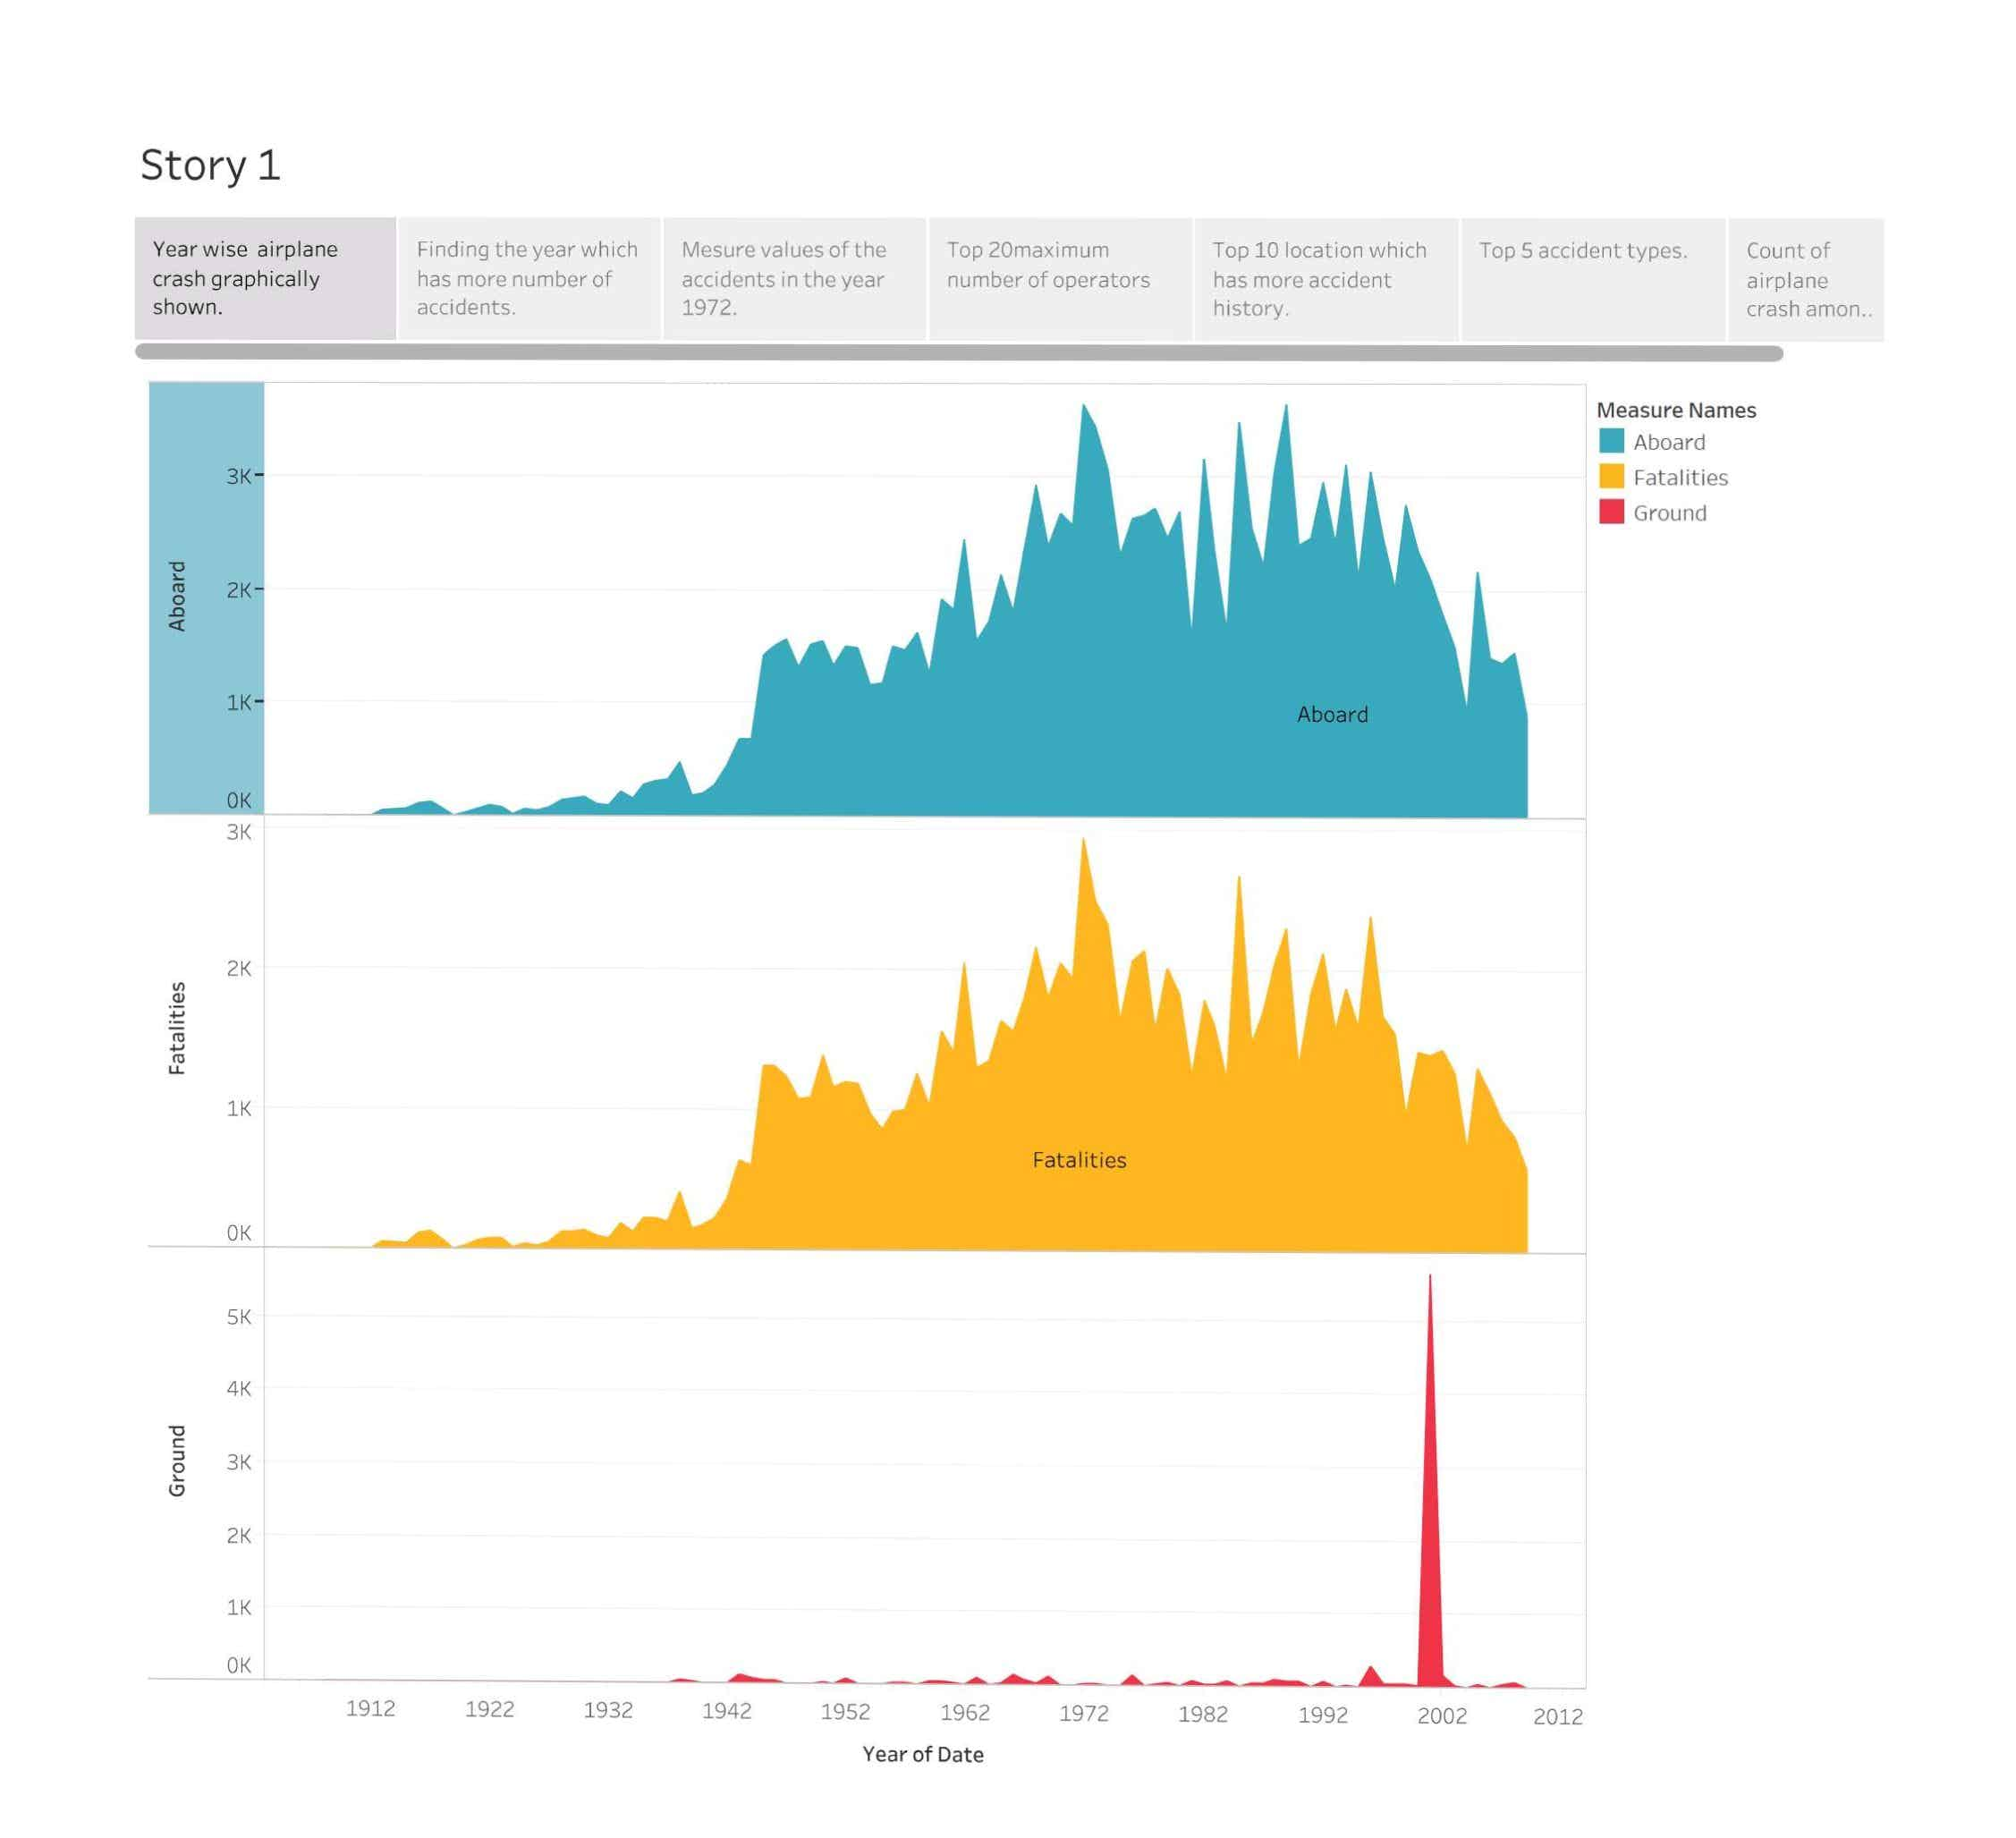 Story 1
Year wise airplane
crash graphically
shown.
Finding the year which
has more number of
accidents.
Mesure values of the
accidents in the year
1972.
Top 20maximum
number of operators
Top 10 location which
has more accident
history.
Top 5 accident types.
Count of
airplane
crash amon..
Measure Names
Aboard
Fatalities
Ground
Aboard
3K
2K
1K
0K
Aboard
Fatalities
3K
2K
1K
0K
Fatalities
Ground
5K
4K
3K
2K
1K
0K
1912 1922 1932 1942 1952 1962 1972 1982 1992 2002 2012
Year of Date